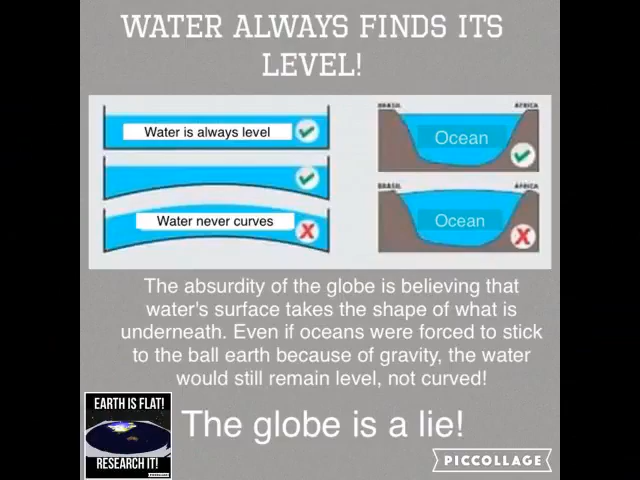 WATER ALWAYS FINDS ITS
LEVEL!
Water is always level
Water never curves
BRASIL AFRICA
Ocean
BRASIL AFRICA
Ocean
The absurdity of the globe is believing that
water's surface takes the shape of what is
underneath. Even if oceans were forced to stick
to the ball earth because of gravity, the water
would still remain level, not curved!
EARTH IS FLAT!
RESEARCH IT!
PICCOLLAGE
The globe is a lie!
PICCOLLAGE